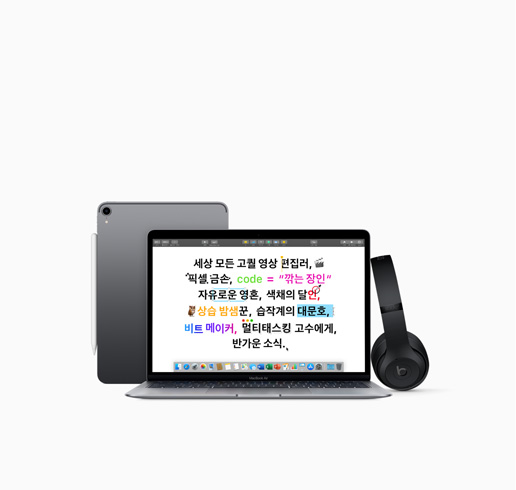 세상 모든 고퀄 영상 편집러,
픽셀 금손, code = “깎는 장인”
자유로운 영혼, 색채의 달인,
상습 밤샘꾼, 습작계의 대문호,
비트 메이커, 멀티태스킹 고수에게,
반가운 소식.
MacBook Air